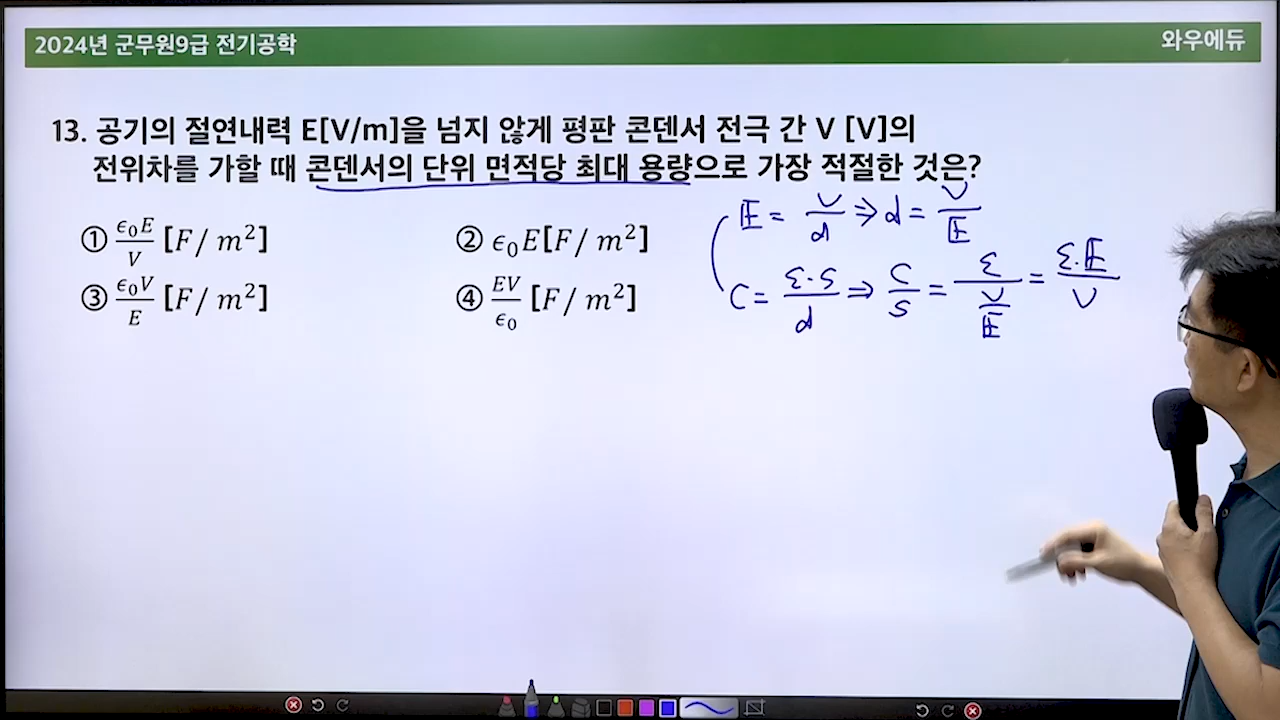 2024년 군무원9급 전기공학 와우에듀
13. 공기의 절연내력 E[V/m]을 넘지 않게 평판 콘덴서 전극 간 V [V]의
전위차를 가할 때 콘덴서의 단위 면적당 최대 용량으로 가장 적절한 것은?
① ϵ₀E/V [F/ m²] ② ϵ₀E[F/ m²]
③ ϵ₀V/E [F/ m²] ④ EV/ϵ₀ [F/ m²]
E = V/d ⇒ d = V/E
C = ε·S/d ⇒ C/S = ε/(V/E) = ε·E/V